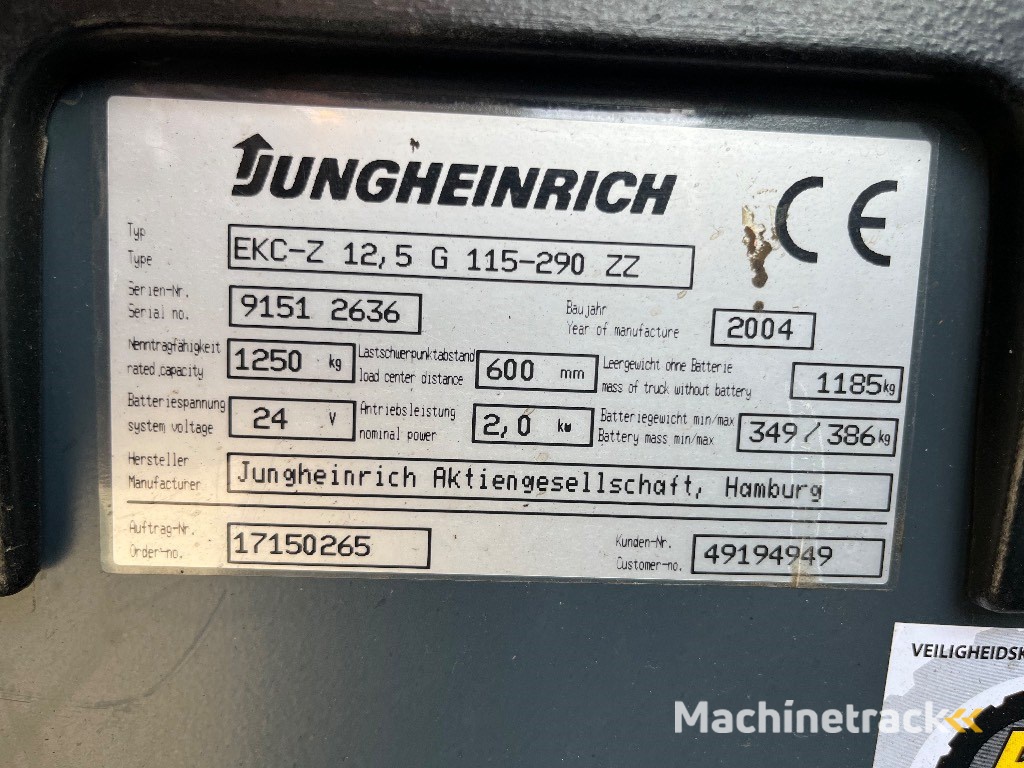 JUNGHEINRICH
CE
Typ
Type
EKC-Z 12,5 G 115-290 ZZ
Serien-Nr.
Serial no.
9151 2636
Baujahr
Year of manufacture
2004
Nenntragfähigkeit
rated capacity
1250 kg
Lastschwerpunktabstand
load center distance
600 mm
Leergewicht ohne Batterie
mass of truck without battery
1185 kg
Batteriespannung
system voltage
24 V
Antriebsleistung
nominal power
2,0 kw
Batteriegewicht min/max
Battery mass min/max
349/386 kg
Hersteller
Manufacturer
Jungheinrich Aktiengesellschaft, Hamburg
Auftrag-Nr.
Order-no.
17150265
Kunden-Nr.
Customer-no.
49194949
VEILIGHEIDSK
Machinetrack